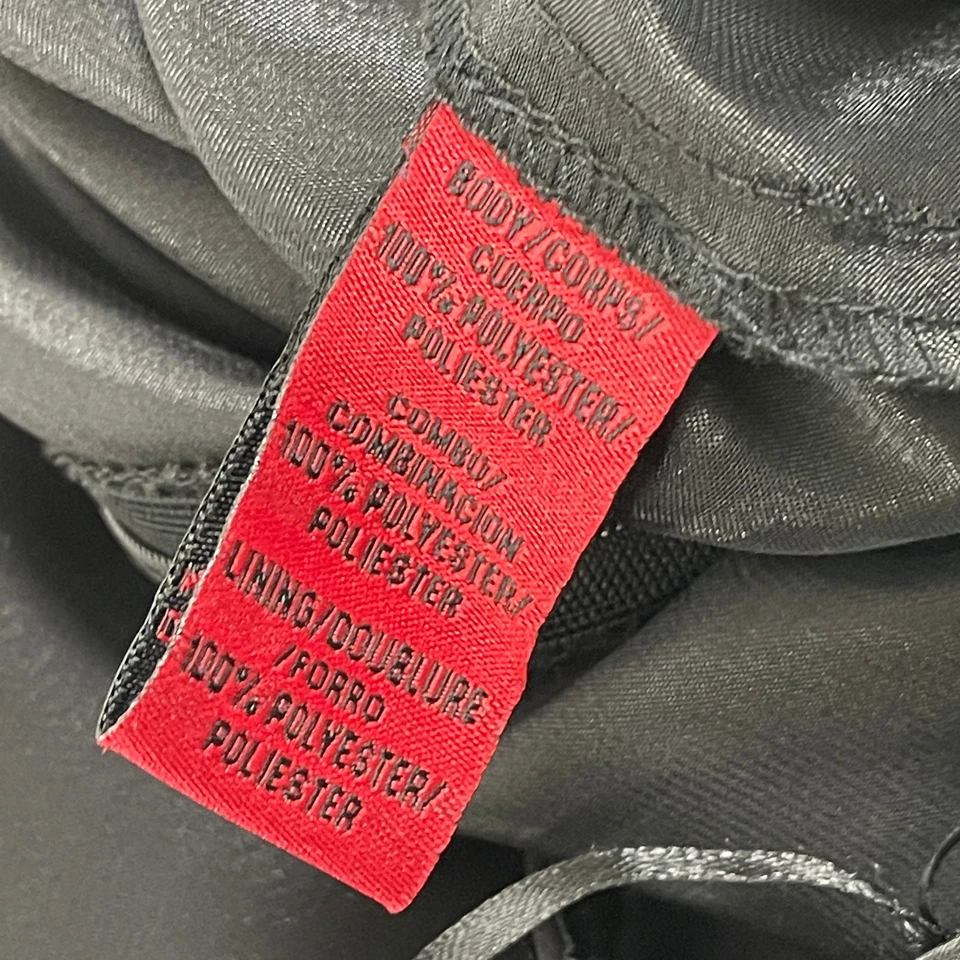 BODY/CORPS/
CUERPO
100% POLYESTER/
POLIESTER
COMBO/
COMBINACION
100% POLYESTER/
POLIESTER
LINING/DOUBLURE
/FORRO
100% POLYESTER/
POLIESTER